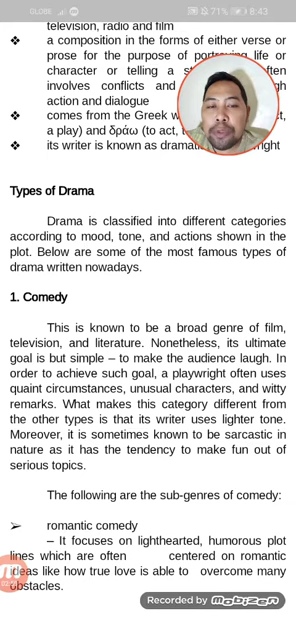 GLOBE 71% 8:43
television, radio and film
❖ a composition in the forms of either verse or
prose for the purpose of portraying life or
character or telling a
involves conflicts and
action and dialogue
❖ comes from the Greek
a play) and δράω (to act,
❖ its writer is known as
Types of Drama
Drama is classified into different categories
according to mood, tone, and actions shown in the
plot. Below are some of the most famous types of
drama written nowadays.
1. Comedy
This is known to be a broad genre of film,
television, and literature. Nonetheless, its ultimate
goal is but simple – to make the audience laugh. In
order to achieve such goal, a playwright often uses
quaint circumstances, unusual characters, and witty
remarks. What makes this category different from
the other types is that its writer uses lighter tone.
Moreover, it is sometimes known to be sarcastic in
nature as it has the tendency to make fun out of
serious topics.
The following are the sub-genres of comedy:
➢ romantic comedy
– It focuses on lighthearted, humorous plot
lines which are often centered on romantic
ideas like how true love is able to overcome many
obstacles.
Recorded by mobizen